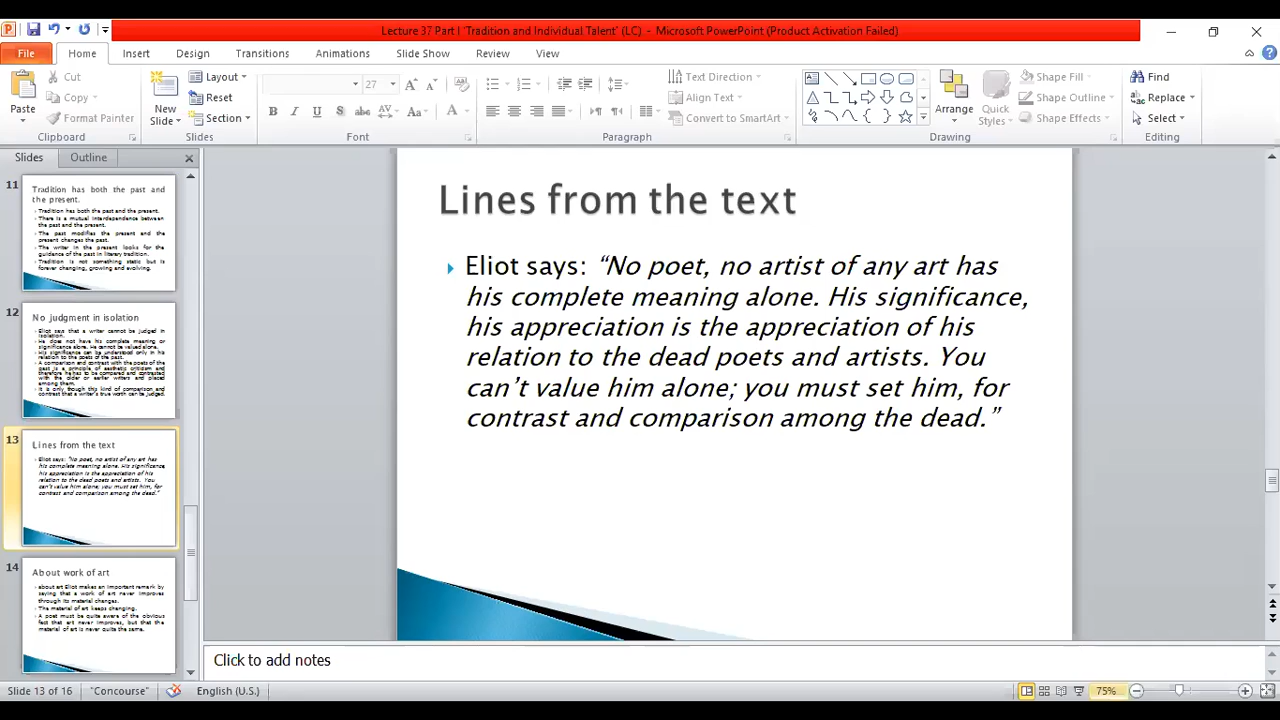 Lecture 37 Part I 'Tradition and Individual Talent' (LC) - Microsoft PowerPoint (Product Activation Failed)
File Home Insert Design Transitions Animations Slide Show Review View
Paste
Cut
Copy
Format Painter
Clipboard
New Slide
Layout
Reset
Section
Slides
27
Font
Paragraph
Text Direction
Align Text
Convert to SmartArt
Arrange
Quick Styles
Shape Fill
Shape Outline
Shape Effects
Drawing
Find
Replace
Select
Editing
Slides Outline
11
Tradition has both the past and
the present.
Tradition has both the past and the present.
There is a mutual interdependence between
the past and the present.
The past modifies the present and the
present changes the past.
The writer in the present looks for the
guidance of the past in literary tradition.
Tradition is not something static but is
forever changing, growing and evolving.
12
No judgment in isolation
Eliot says that a writer cannot be judged in
isolation.
He does not have his complete meaning or
significance alone. He cannot be valued alone.
His significance can be understood only in his
relation to the poets of the past.
A comparison and contrast with the poets of the
past is a principle of aesthetic criticism and
therefore he has to be compared and contrasted
with the older or earlier writers and placed
among them.
It is only though this kind of comparison and
contrast that a writer's true worth can be judged.
13
Lines from the text
Eliot says: "No poet, no artist of any art has
his complete meaning alone. His significance,
his appreciation is the appreciation of his
relation to the dead poets and artists. You
can't value him alone; you must set him, for
contrast and comparison among the dead."
14
About work of art
about art Eliot makes an important remark by
saying that a work of art never improves
through its material changes.
The material of art keeps changing.
A poet must be quite aware of the obvious
fact that art never improves, but that the
material of art is never quite the same.
Lines from the text
Eliot says: "No poet, no artist of any art has
his complete meaning alone. His significance,
his appreciation is the appreciation of his
relation to the dead poets and artists. You
can't value him alone; you must set him, for
contrast and comparison among the dead."
Click to add notes
Slide 13 of 16 "Concourse" English (U.S.) 75%